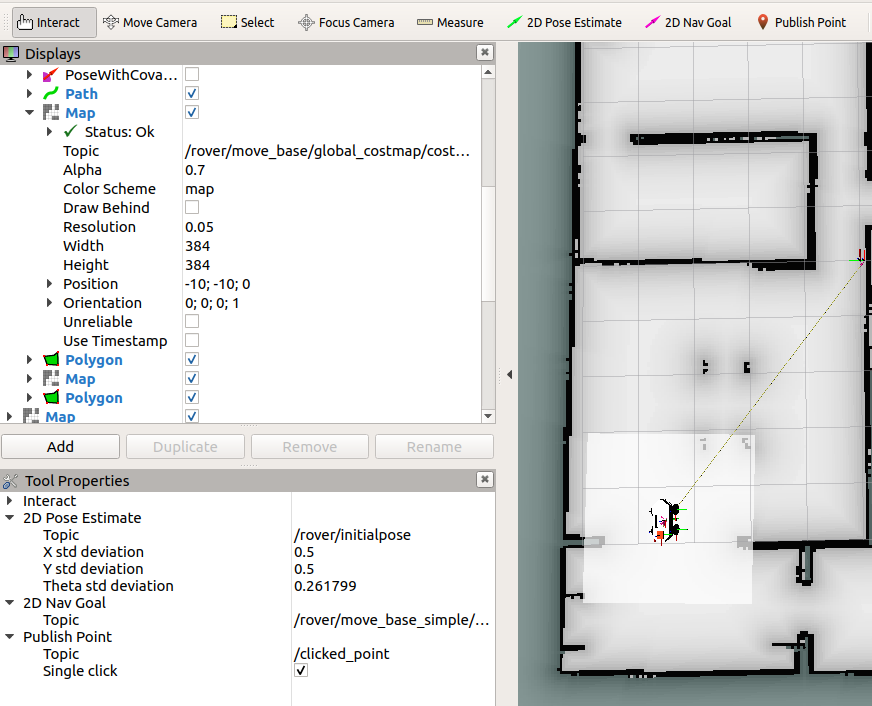 Interact Move Camera Select Focus Camera Measure 2D Pose Estimate 2D Nav Goal Publish Point
Displays
PoseWithCova...
Path
Map
Status: Ok
Topic /rover/move_base/global_costmap/cost...
Alpha 0.7
Color Scheme map
Draw Behind
Resolution 0.05
Width 384
Height 384
Position -10; -10; 0
Orientation 0; 0; 0; 1
Unreliable
Use Timestamp
Polygon
Map
Polygon
Map
Add Duplicate Remove Rename
Tool Properties
Interact
2D Pose Estimate
Topic /rover/initialpose
X std deviation 0.5
Y std deviation 0.5
Theta std deviation 0.261799
2D Nav Goal
Topic /rover/move_base_simple/...
Publish Point
Topic /clicked_point
Single click